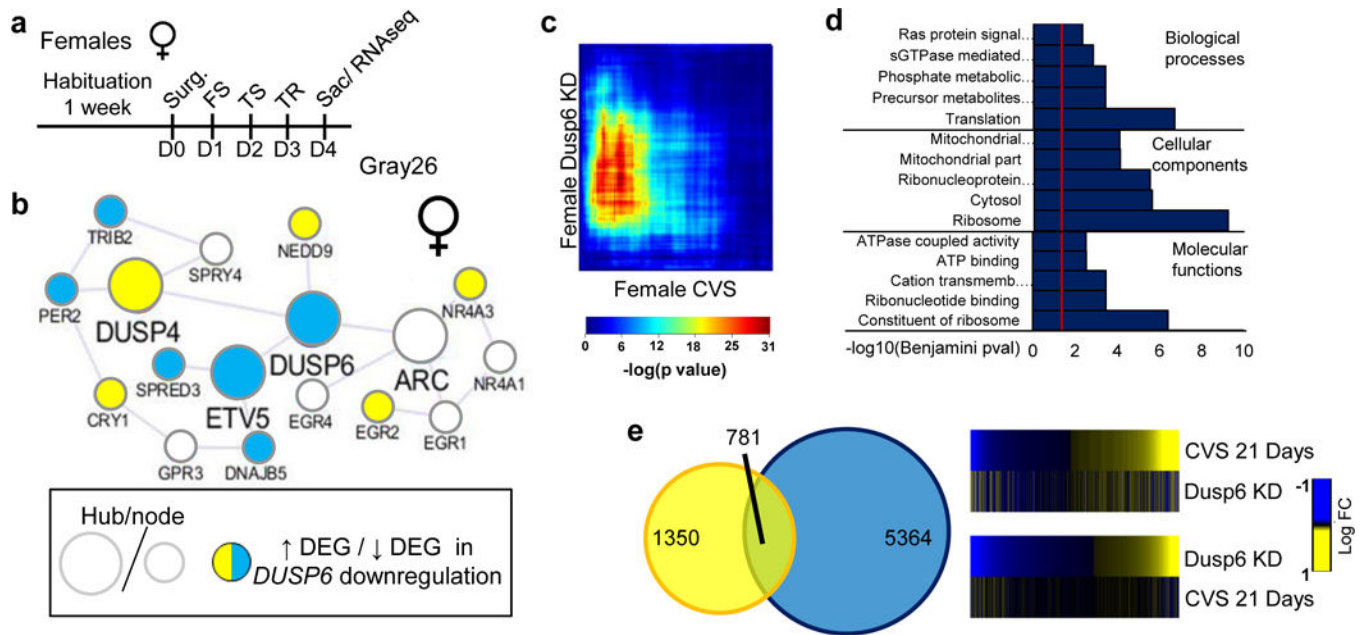 a
Females ♀
Habituation
1 week
Surg.
FS
TS
TR
Sac/ RNAseq
D0 D1 D2 D3 D4
Gray26
b
♀
TRIB2
SPRY4
NEDD9
PER2
DUSP4
NR4A3
DUSP6
SPRED3
ARC
NR4A1
CRY1
ETV5
EGR4
EGR2
EGR1
GPR3
DNAJB5
Hub/node
↑ DEG / ↓ DEG in
DUSP6 downregulation
c
Female Dusp6 KD
Female CVS
0 6 12 18 24 31
-log(p value)
d
Ras protein signal…
sGTPase mediated…
Phosphate metabolic…
Precursor metabolites…
Translation
Biological
processes
Mitochondrial…
Mitochondrial part
Ribonucleoprotein…
Cytosol
Ribosome
Cellular
components
ATPase coupled activity
ATP binding
Cation transmemb…
Ribonucleotide binding
Constituent of ribosome
Molecular
functions
-log10(Benjamini pval) 0 2 4 6 8 10
e
781
1350
5364
CVS 21 Days
Dusp6 KD
Dusp6 KD
CVS 21 Days
-1
Log FC
1